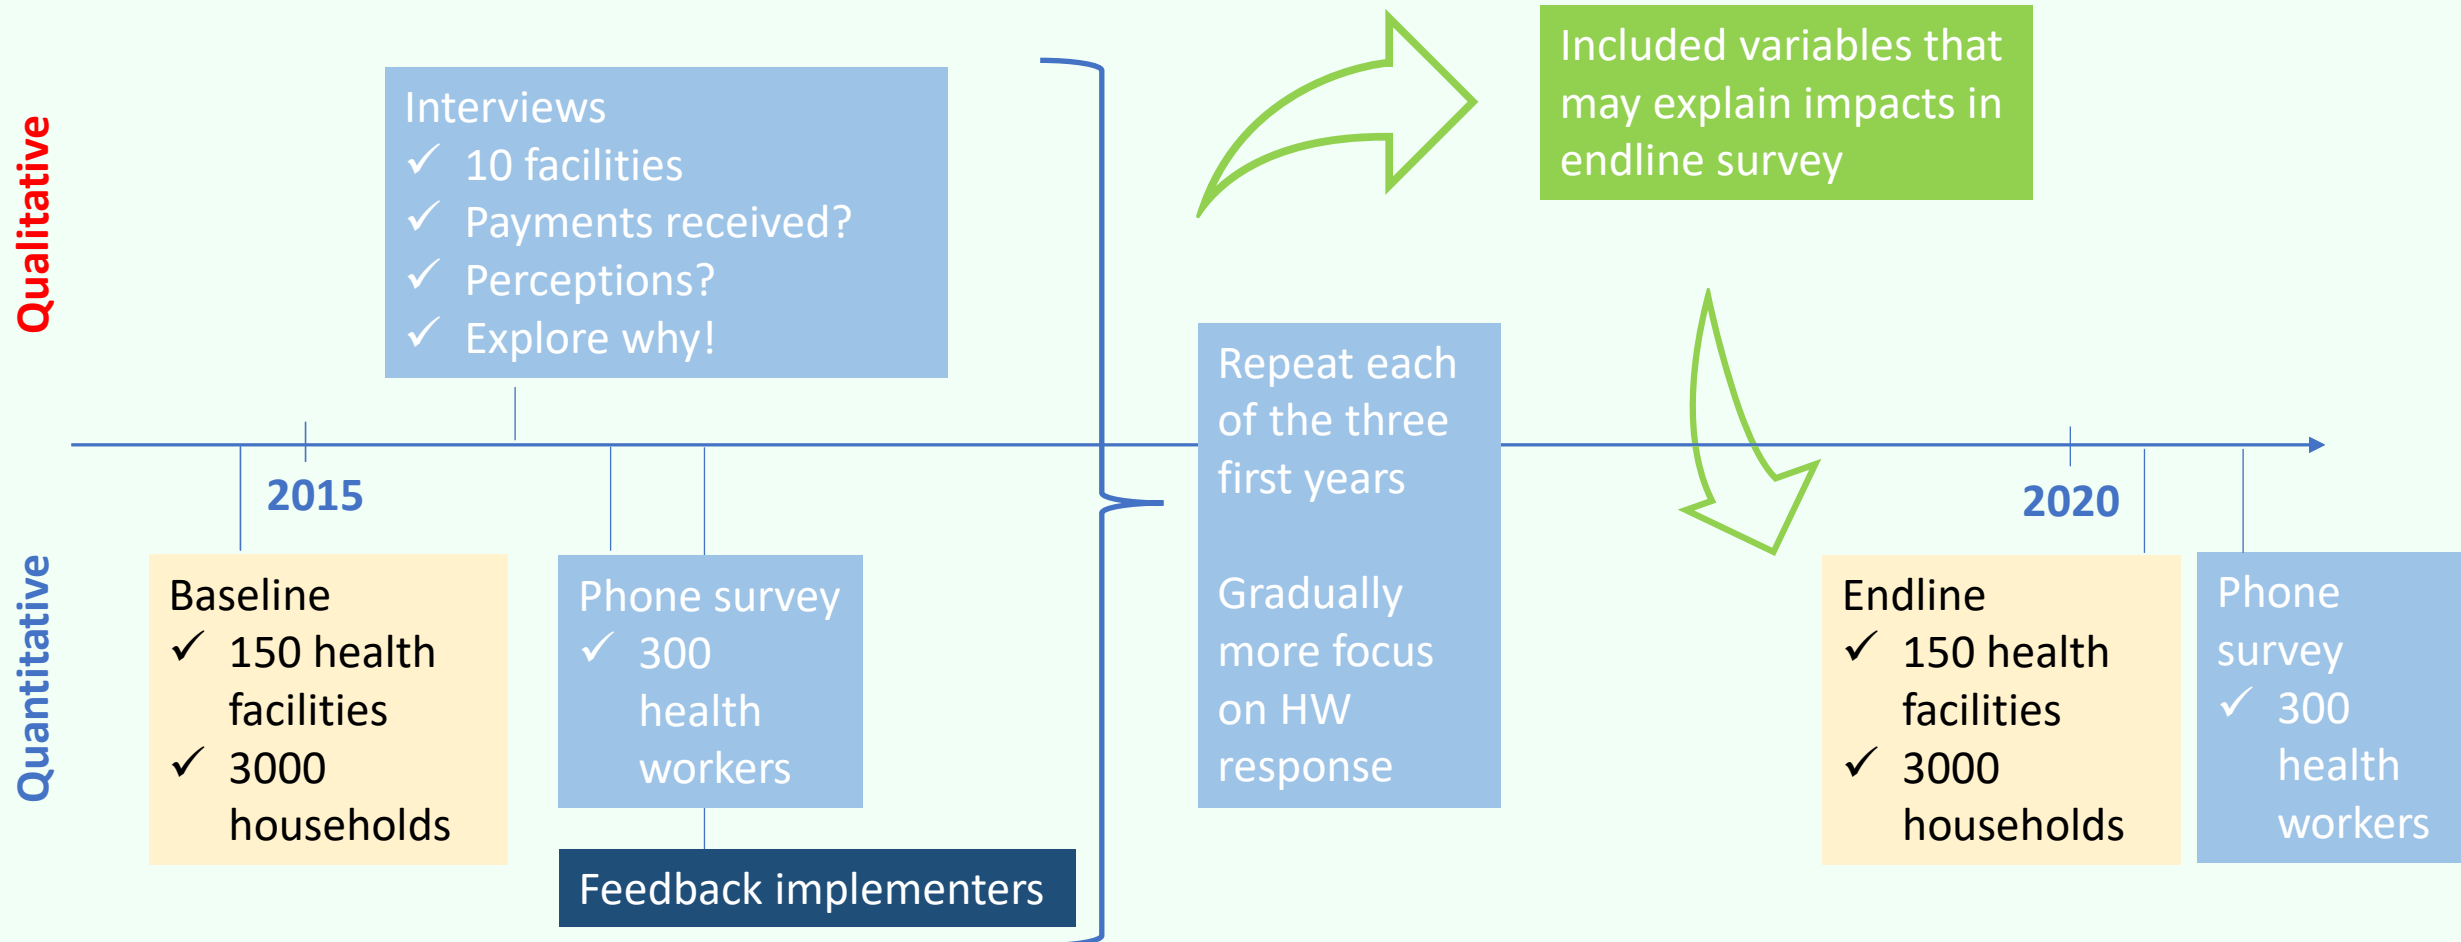 Qualitative
Interviews
✓ 10 facilities
✓ Payments received?
✓ Perceptions?
✓ Explore why!
Included variables that
may explain impacts in
endline survey
2015
2020
Quantitative
Baseline
✓ 150 health
facilities
✓ 3000
households
Phone survey
✓ 300
health
workers
Feedback implementers
Repeat each
of the three
first years
Gradually
more focus
on HW
response
Endline
✓ 150 health
facilities
✓ 3000
households
Phone
survey
✓ 300
health
workers